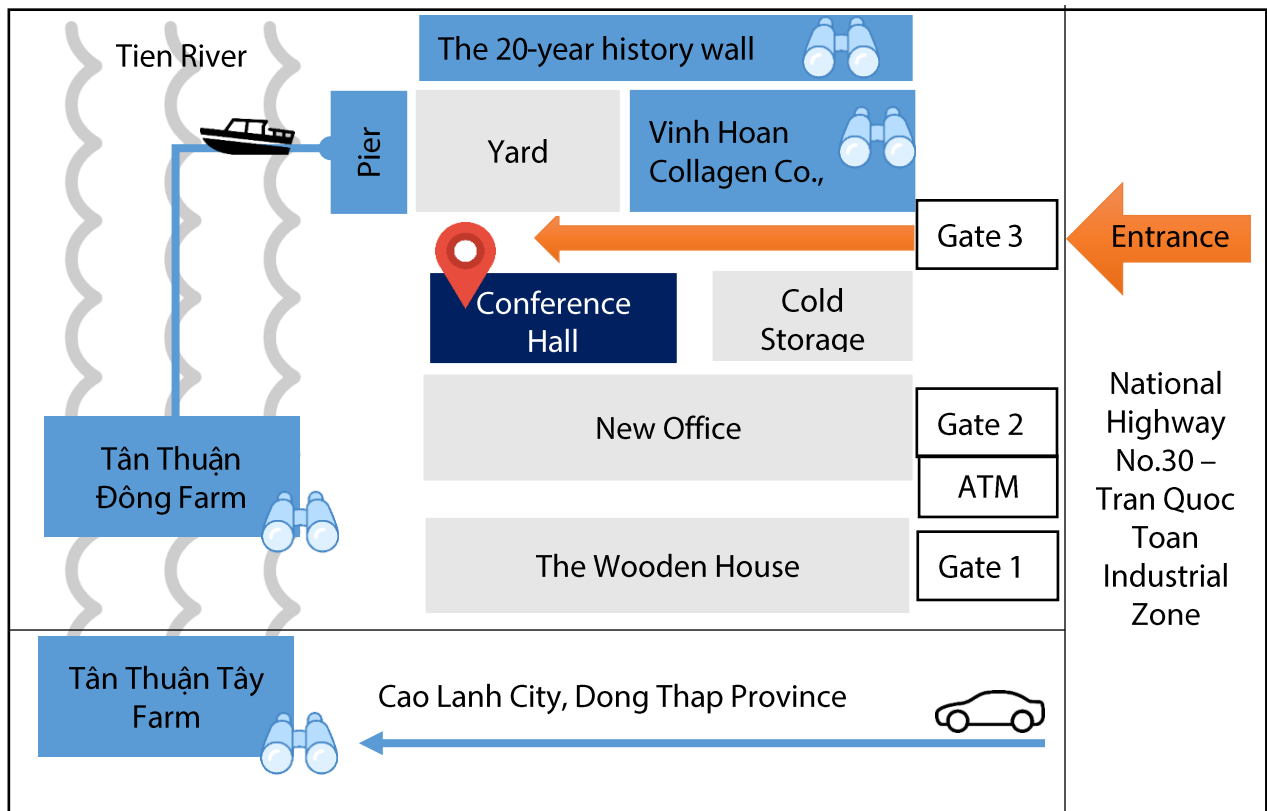 Tien River
The 20-year history wall
Pier
Yard
Vinh Hoan
Collagen Co.,
Gate 3
Entrance
Conference
Hall
Cold
Storage
New Office
Gate 2
ATM
National
Highway
No.30 –
Tran Quoc
Toan
Industrial
Zone
Tân Thuận
Đông Farm
The Wooden House
Gate 1
Tân Thuận Tây
Farm
Cao Lanh City, Dong Thap Province